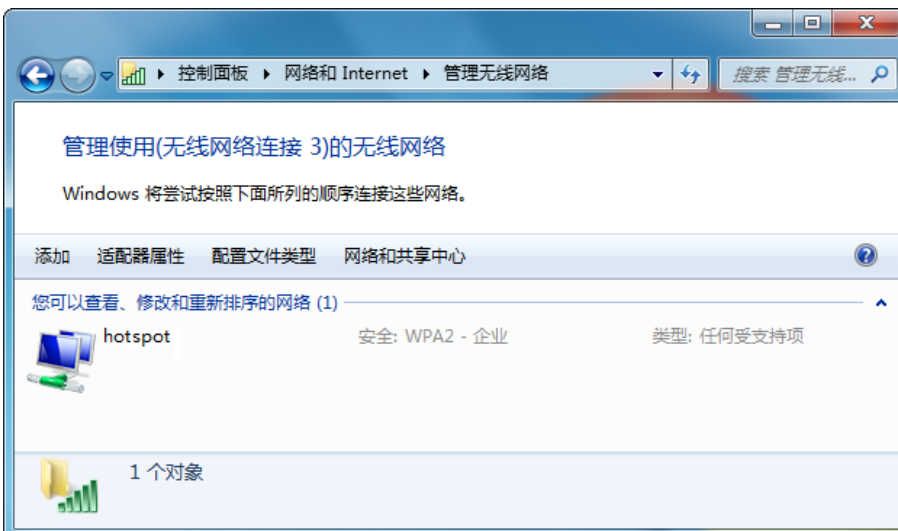 控制面板 网络和 Internet 管理无线网络 搜索 管理无线...
管理使用(无线网络连接 3)的无线网络
Windows 将尝试按照下面所列的顺序连接这些网络。
添加 适配器属性 配置文件类型 网络和共享中心
您可以查看、修改和重新排序的网络 (1)
hotspot 安全: WPA2 - 企业 类型: 任何受支持项
1 个对象